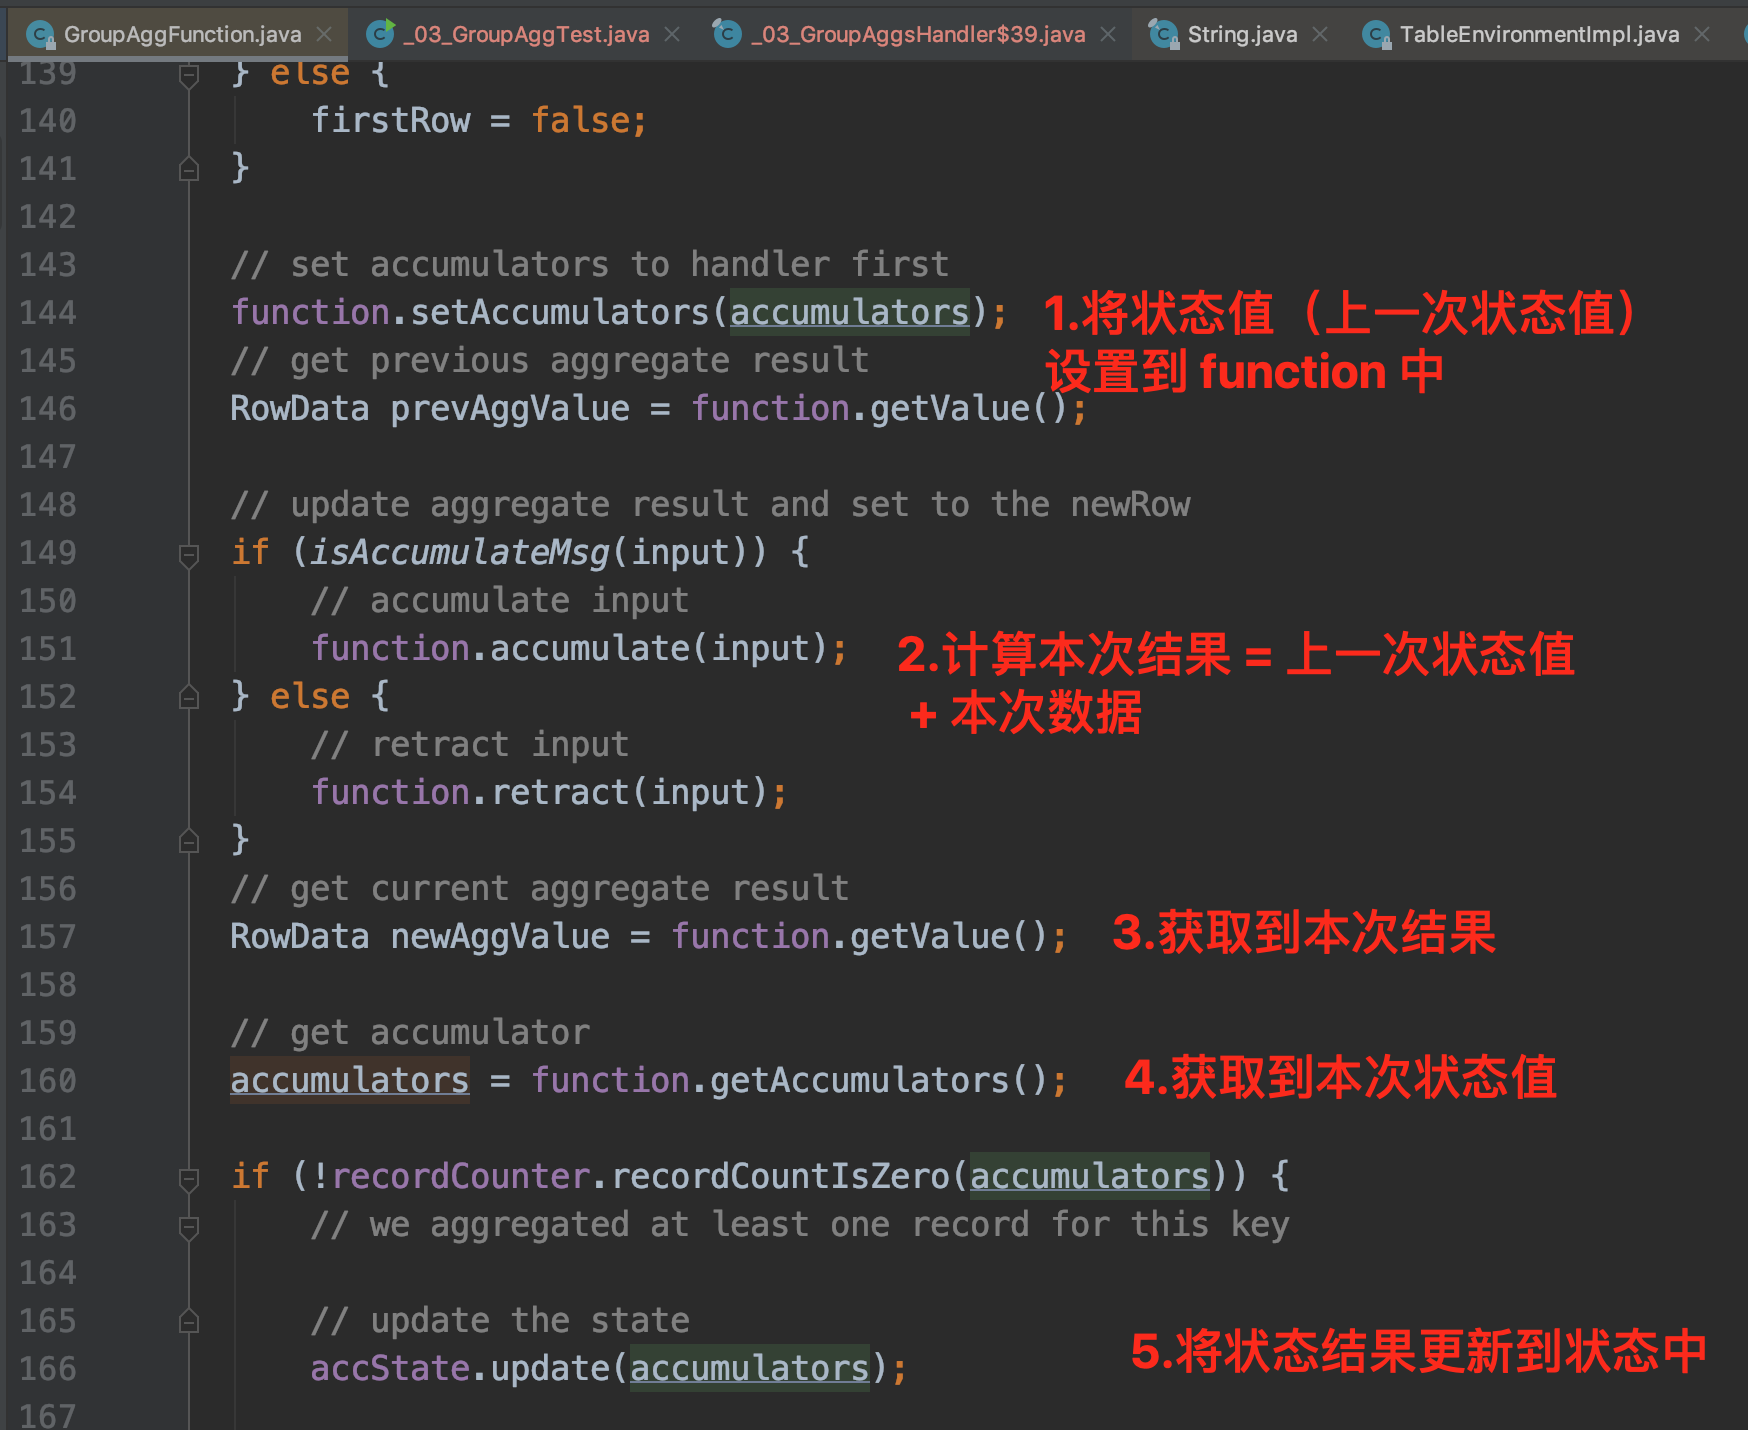 GroupAggFunction.java
_03_GroupAggTest.java
_03_GroupAggsHandler$39.java
String.java
TableEnvironmentImpl.java
139 } else {
140 firstRow = false;
141 }
142
143 // set accumulators to handler first
144 function.setAccumulators(accumulators); 1.将状态值（上一次状态值）
设置到 function 中
145 // get previous aggregate result
146 RowData prevAggValue = function.getValue();
147
148 // update aggregate result and set to the newRow
149 if (isAccumulateMsg(input)) {
150 // accumulate input
151 function.accumulate(input); 2.计算本次结果 = 上一次状态值
+ 本次数据
152 } else {
153 // retract input
154 function.retract(input);
155 }
156 // get current aggregate result
157 RowData newAggValue = function.getValue(); 3.获取到本次结果
158
159 // get accumulator
160 accumulators = function.getAccumulators(); 4.获取到本次状态值
161
162 if (!recordCounter.recordCountIsZero(accumulators)) {
163 // we aggregated at least one record for this key
164
165 // update the state
166 accState.update(accumulators); 5.将状态结果更新到状态中
167